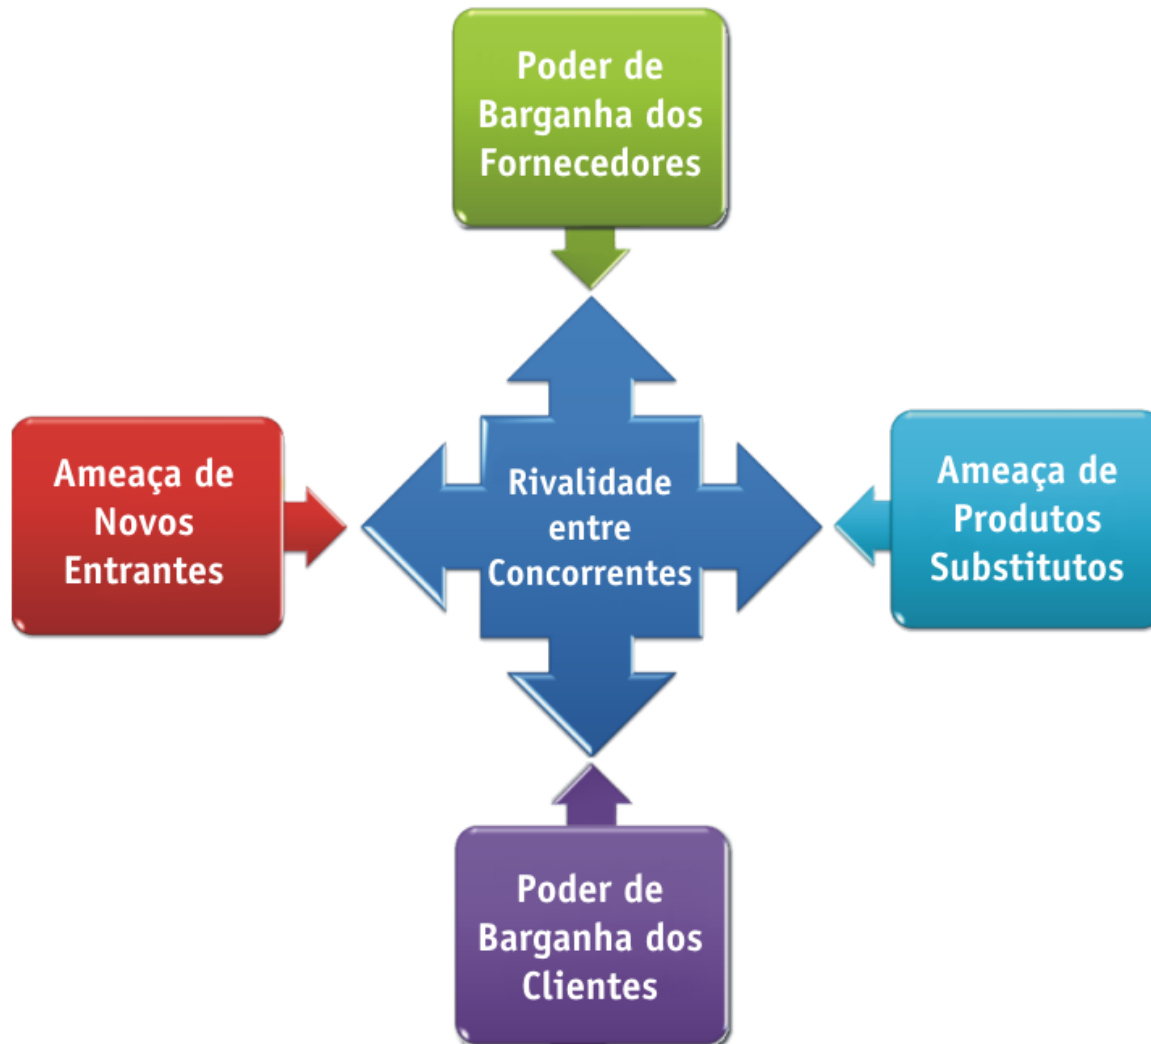 Poder de
Barganha dos
Fornecedores
Ameaça de
Novos
Entrantes
Rivalidade
entre
Concorrentes
Ameaça de
Produtos
Substitutos
Poder de
Barganha dos
Clientes